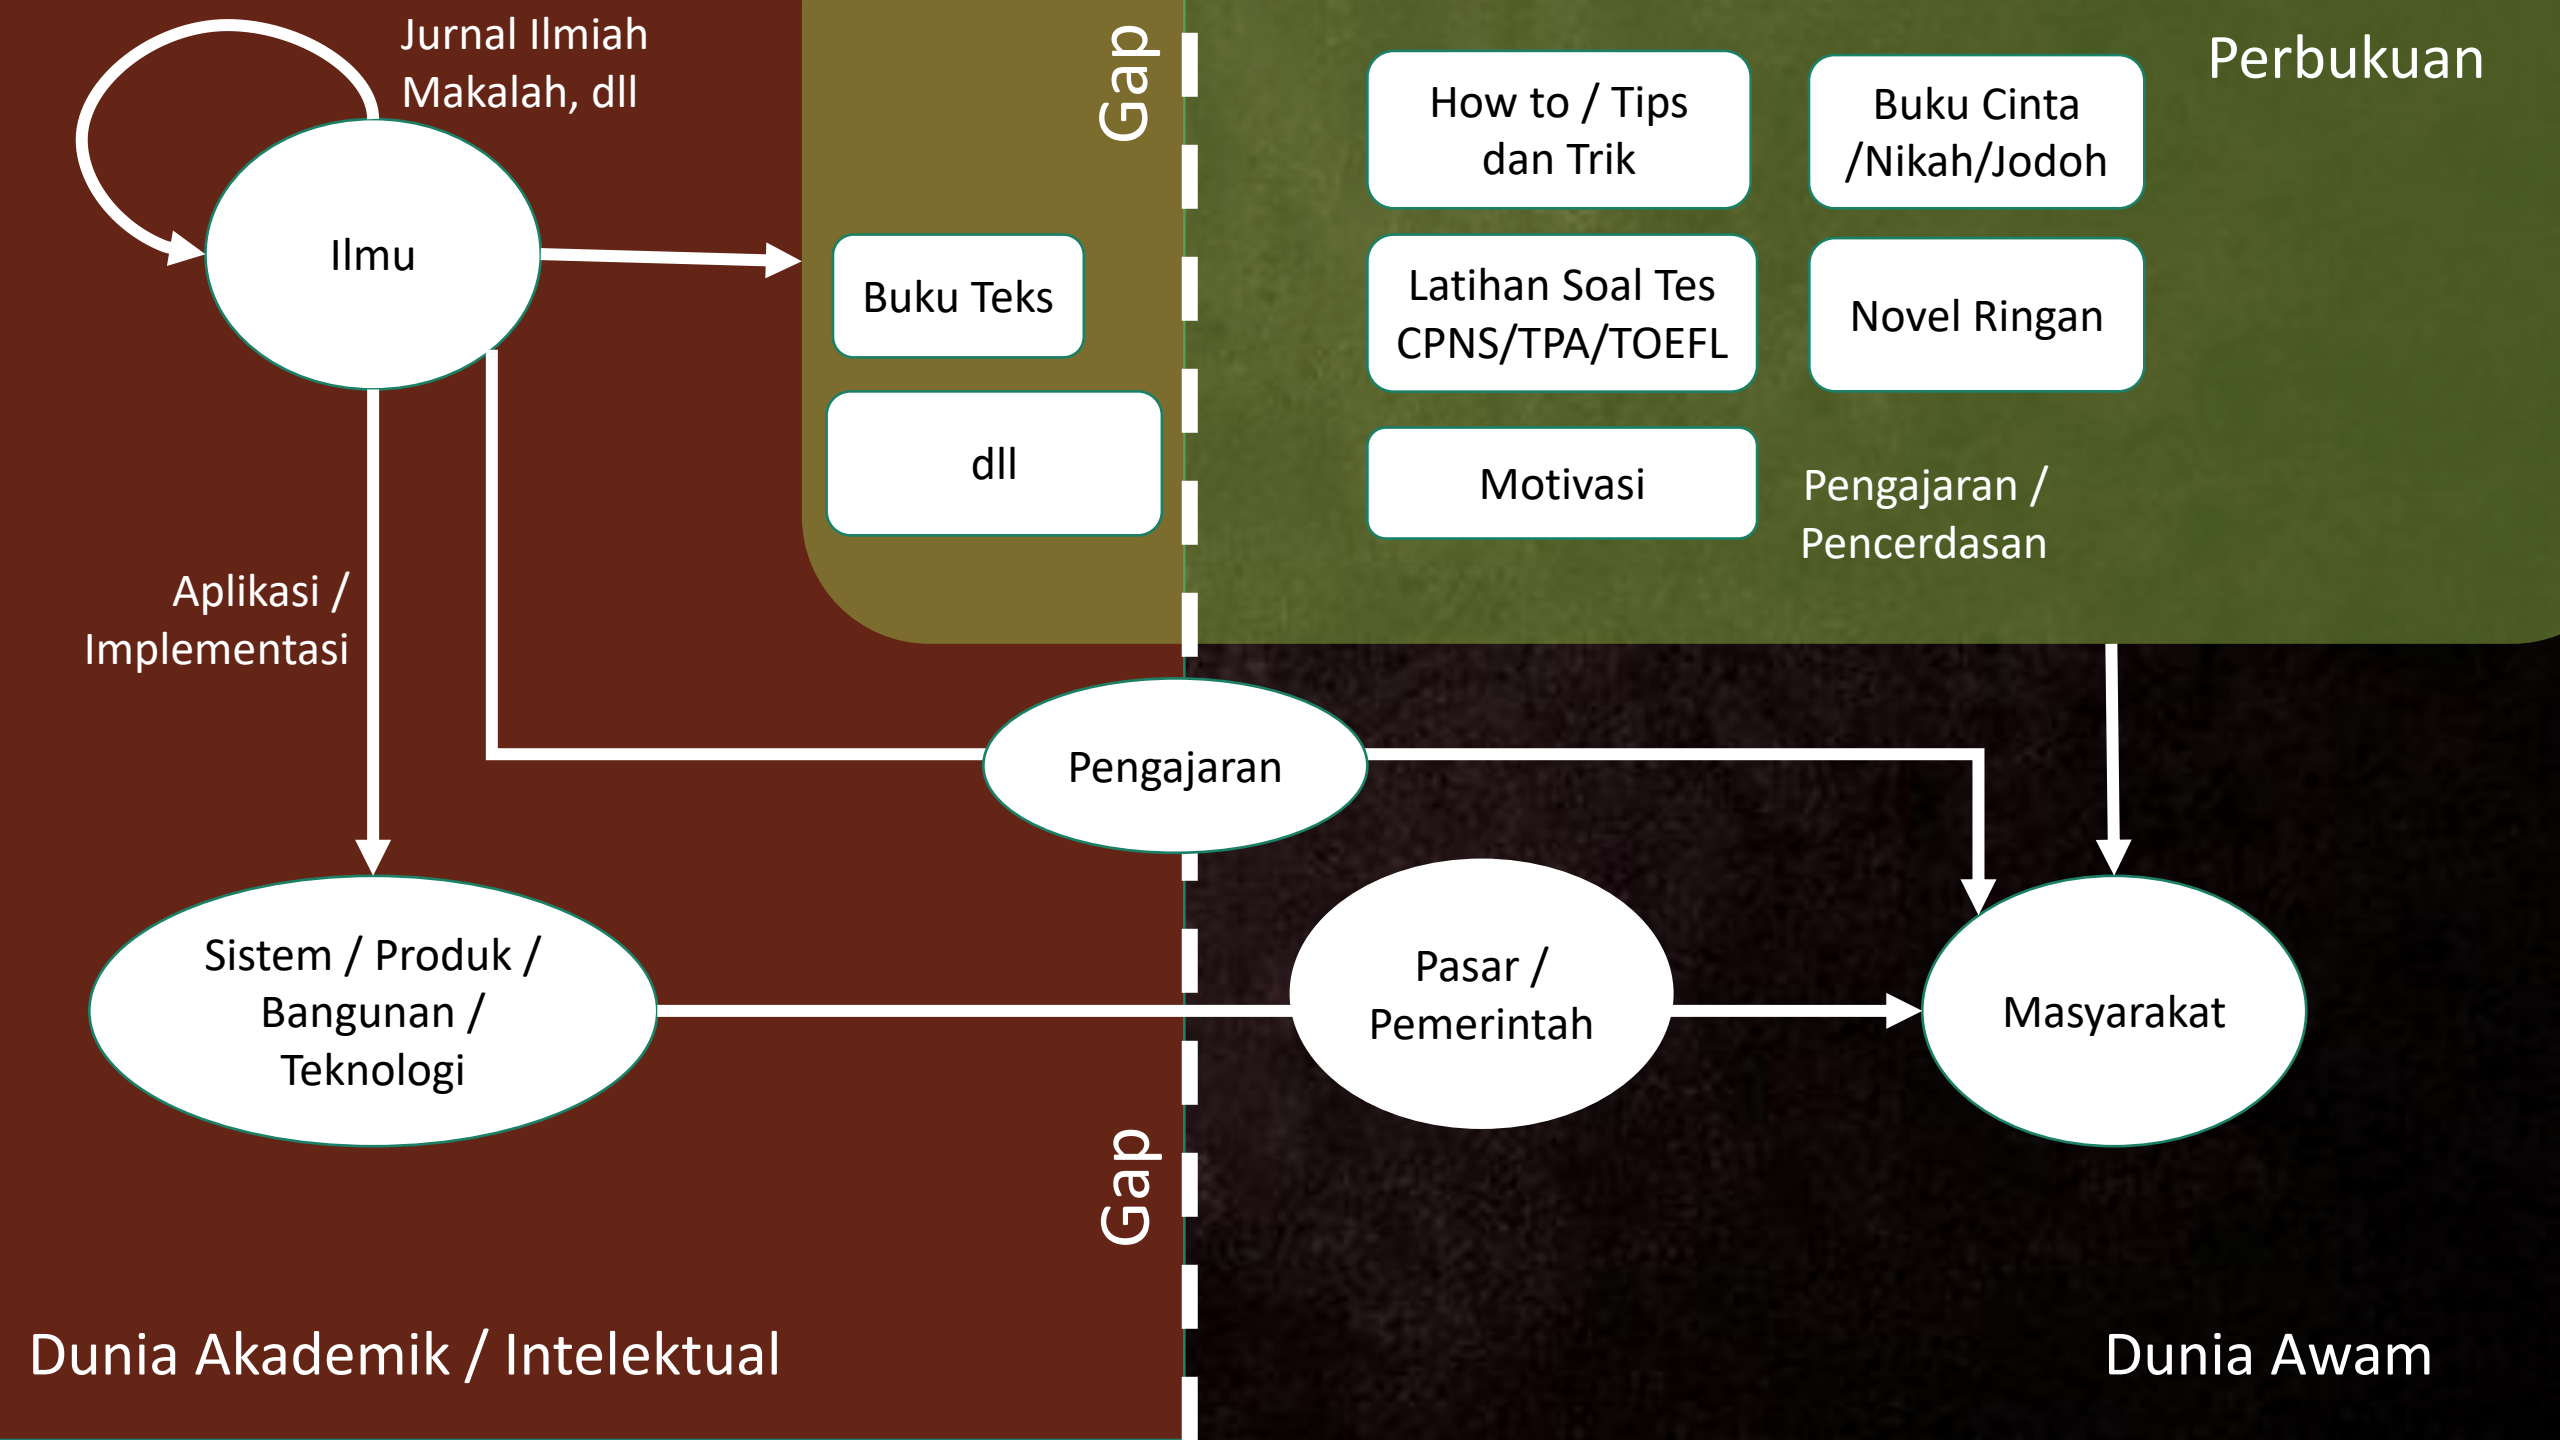 Jurnal Ilmiah
Makalah, dll
Gap
Perbukuan
How to / Tips
dan Trik
Buku Cinta
/Nikah/Jodoh
Ilmu
Buku Teks
Latihan Soal Tes
CPNS/TPA/TOEFL
Novel Ringan
dll
Motivasi
Pengajaran /
Pencerdasan
Aplikasi /
Implementasi
Pengajaran
Sistem / Produk /
Bangunan /
Teknologi
Pasar /
Pemerintah
Masyarakat
Gap
Dunia Akademik / Intelektual
Dunia Awam